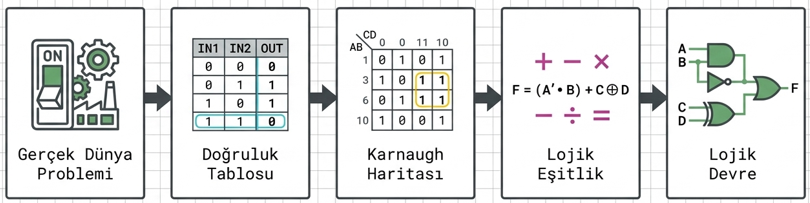 ON
Gerçek Dünya
Problemi
IN1 IN2 OUT
0 0 0
0 1 1
1 0 1
1 1 0
Doğruluk
Tablosu
CD
AB 0 0 11 10
1 0 1 0 1
3 1 0 1 1
6 0 1 1 1
10 1 0 0 1
Karnaugh
Haritası
+ − ×
F = (A'•B) + C⊕D
− ÷ =
Lojik
Eşitlik
A
B
F
C
D
Lojik
Devre